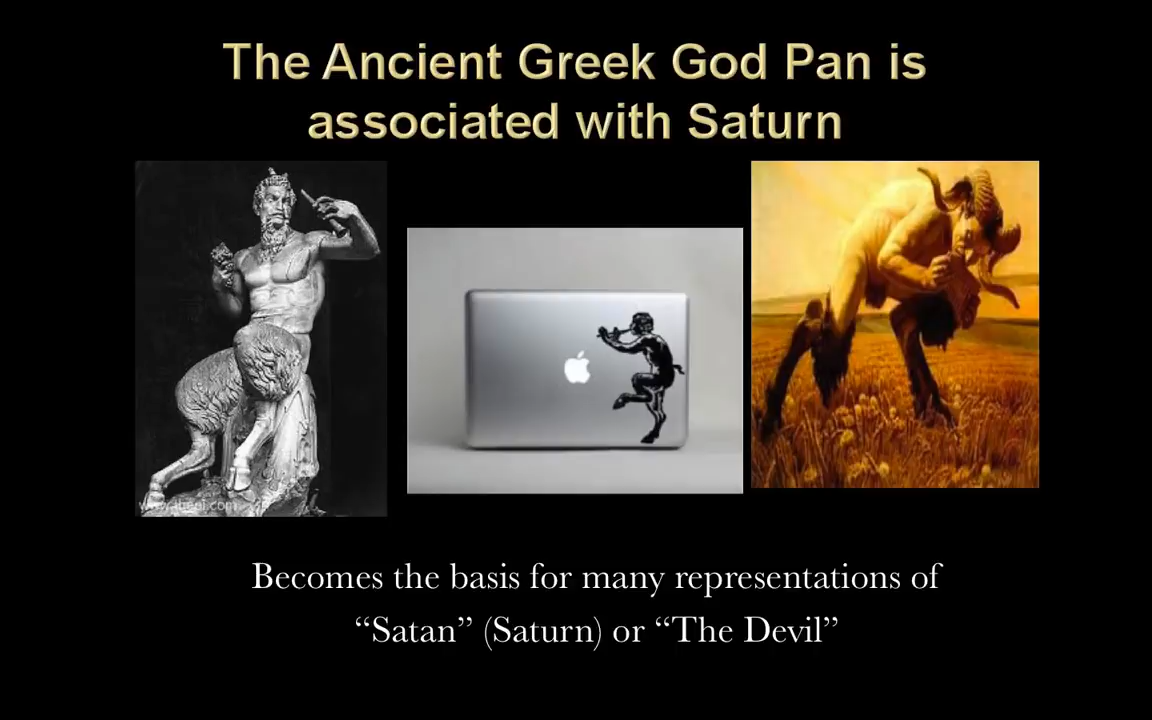 The Ancient Greek God Pan is
associated with Saturn
Becomes the basis for many representations of
“Satan” (Saturn) or “The Devil”